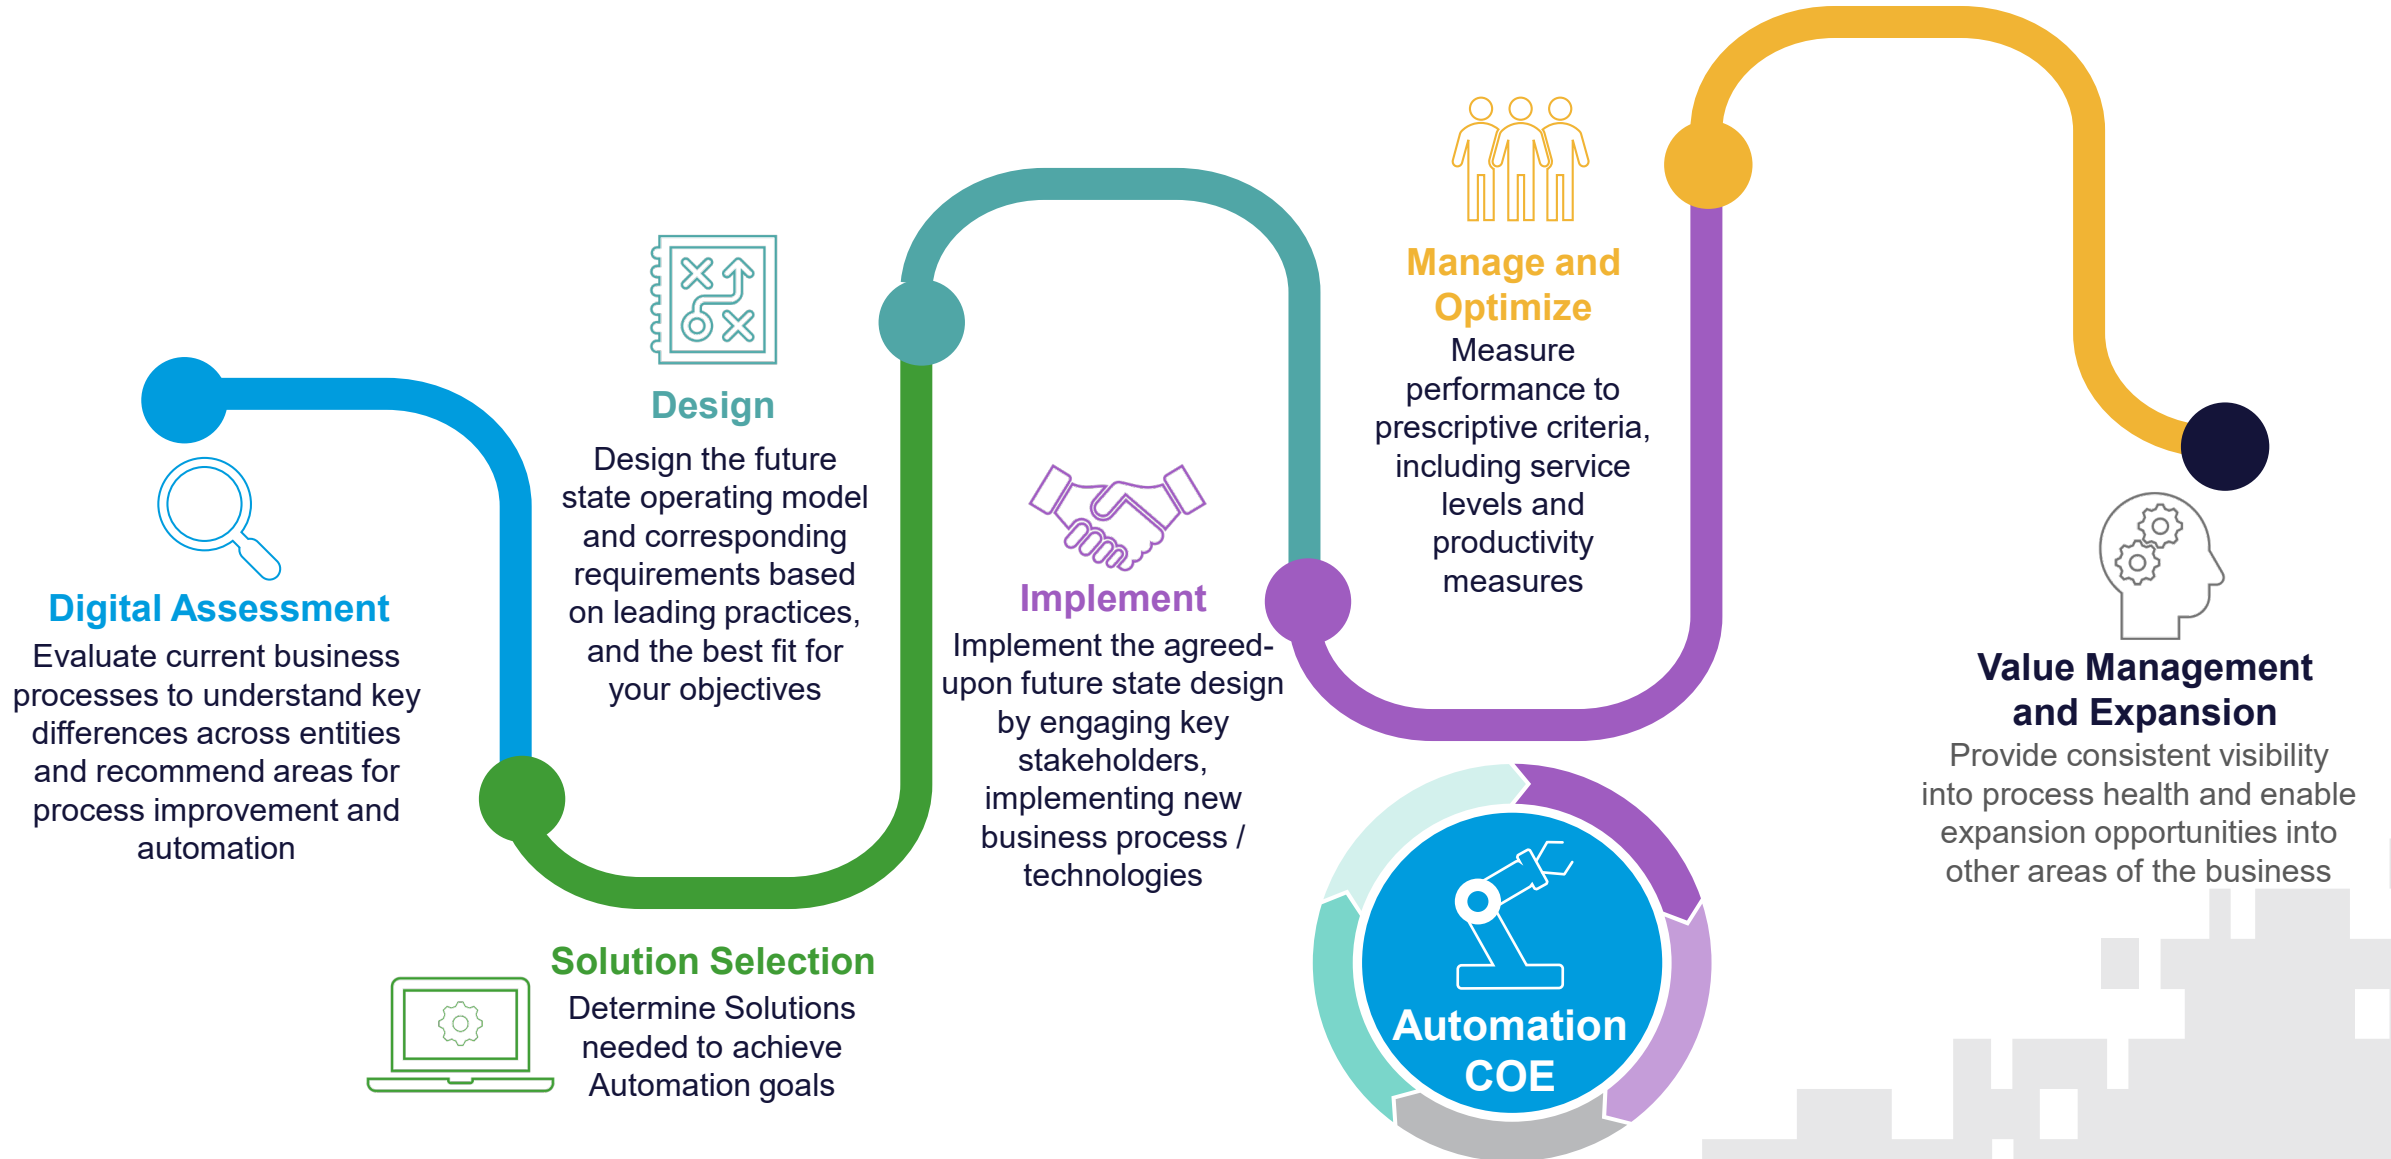 Digital Assessment
Evaluate current business
processes to understand key
differences across entities
and recommend areas for
process improvement and
automation
Solution Selection
Determine Solutions
needed to achieve
Automation goals
Design
Design the future
state operating model
and corresponding
requirements based
on leading practices,
and the best fit for
your objectives
Implement
Implement the agreed-
upon future state design
by engaging key
stakeholders,
implementing new
business process /
technologies
Manage and
Optimize
Measure
performance to
prescriptive criteria,
including service
levels and
productivity
measures
Automation
COE
Value Management
and Expansion
Provide consistent visibility
into process health and enable
expansion opportunities into
other areas of the business